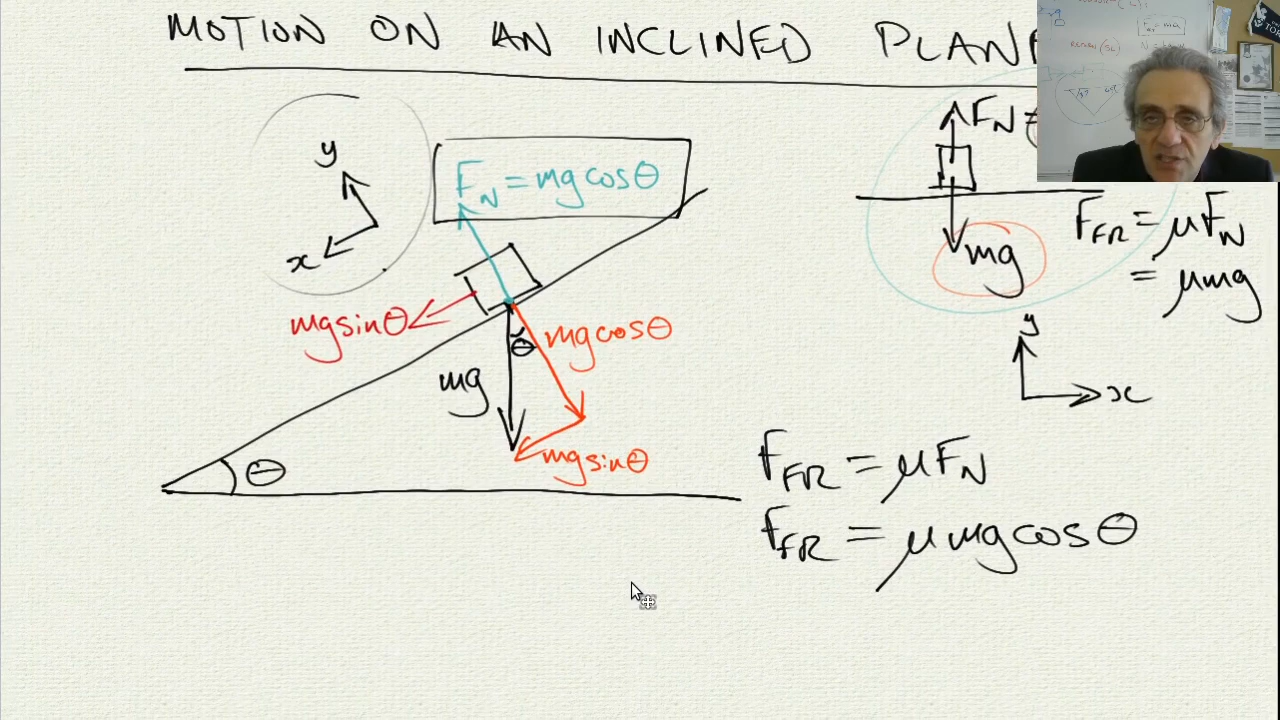 MOTION ON AN INCLINED PLAN
y
x
F_N = mg cos θ
mg sin θ
mg cos θ
θ
mg
mg sin θ
θ
F_N =
mg
F_FR = μF_N
= μmg
y
x
F_FR = μF_N
F_FR = μmg cos θ